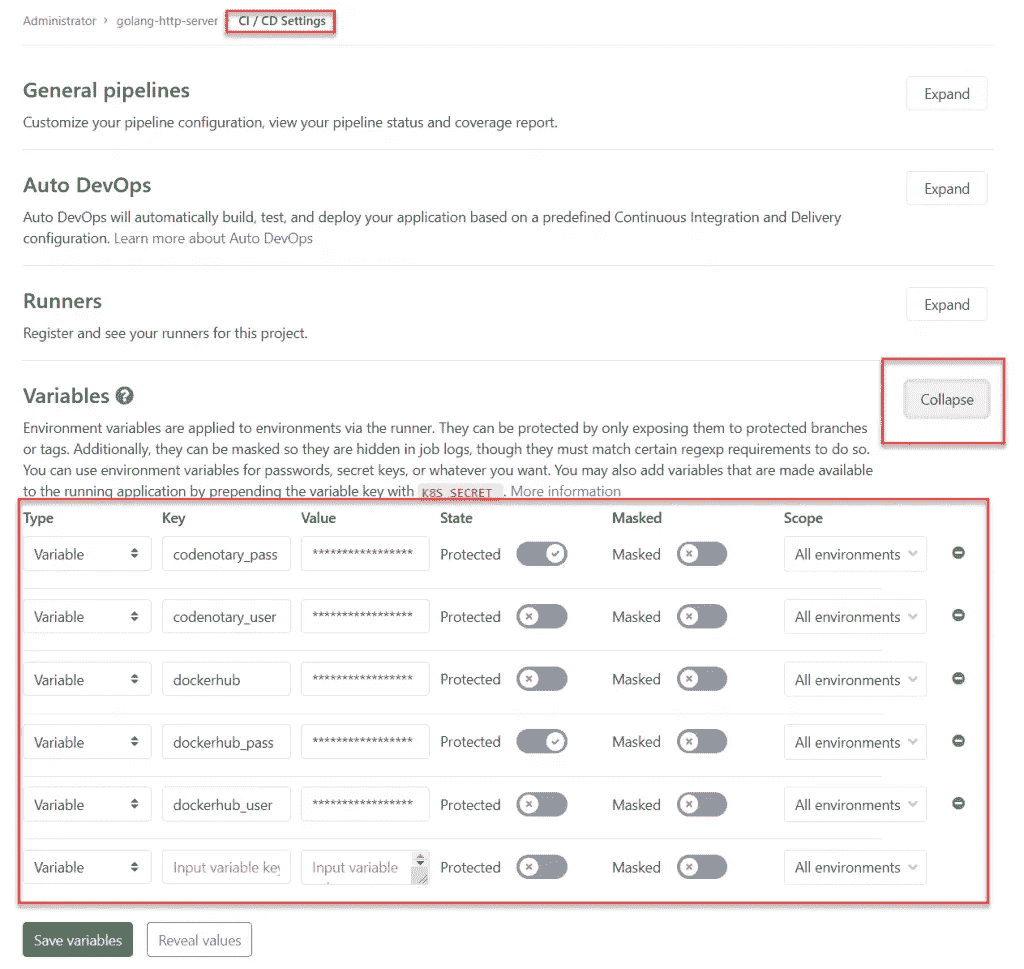 Administrator › golang-http-server CI / CD Settings
General pipelines
Expand
Customize your pipeline configuration, view your pipeline status and coverage report.
Auto DevOps
Expand
Auto DevOps will automatically build, test, and deploy your application based on a predefined Continuous Integration and Delivery
configuration. Learn more about Auto DevOps
Runners
Expand
Register and see your runners for this project.
Variables ?
Collapse
Environment variables are applied to environments via the runner. They can be protected by only exposing them to protected branches
or tags. Additionally, they can be masked so they are hidden in job logs, though they must match certain regexp requirements to do so.
You can use environment variables for passwords, secret keys, or whatever you want. You may also add variables that are made available
to the running application by prepending the variable key with K8S_SECRET_. More information
Type Key Value State Masked Scope
Variable codenotary_pass ***************** Protected Masked All environments
Variable codenotary_user ***************** Protected Masked All environments
Variable dockerhub ***************** Protected Masked All environments
Variable dockerhub_pass ***************** Protected Masked All environments
Variable dockerhub_user ***************** Protected Masked All environments
Variable Input variable key Input variable Protected Masked All environments
Save variables Reveal values